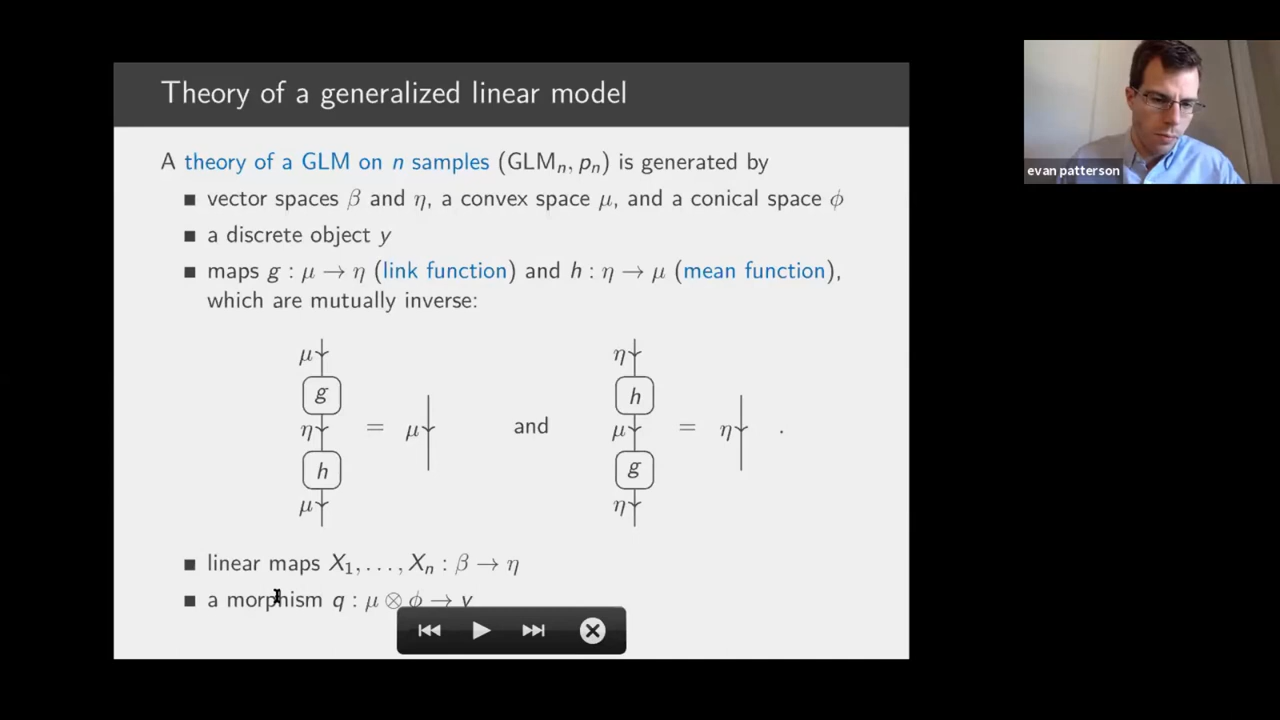 Theory of a generalized linear model
A theory of a GLM on n samples (GLMₙ, pₙ) is generated by
■ vector spaces β and η, a convex space μ, and a conical space ϕ
■ a discrete object y
■ maps g : μ → η (link function) and h : η → μ (mean function),
which are mutually inverse:
μ
g
η
h
μ
= μ
and
η
h
μ
g
η
= η .
■ linear maps X₁, . . . , Xₙ : β → η
■ a morphism q : μ ⊗ ϕ → y
evan patterson